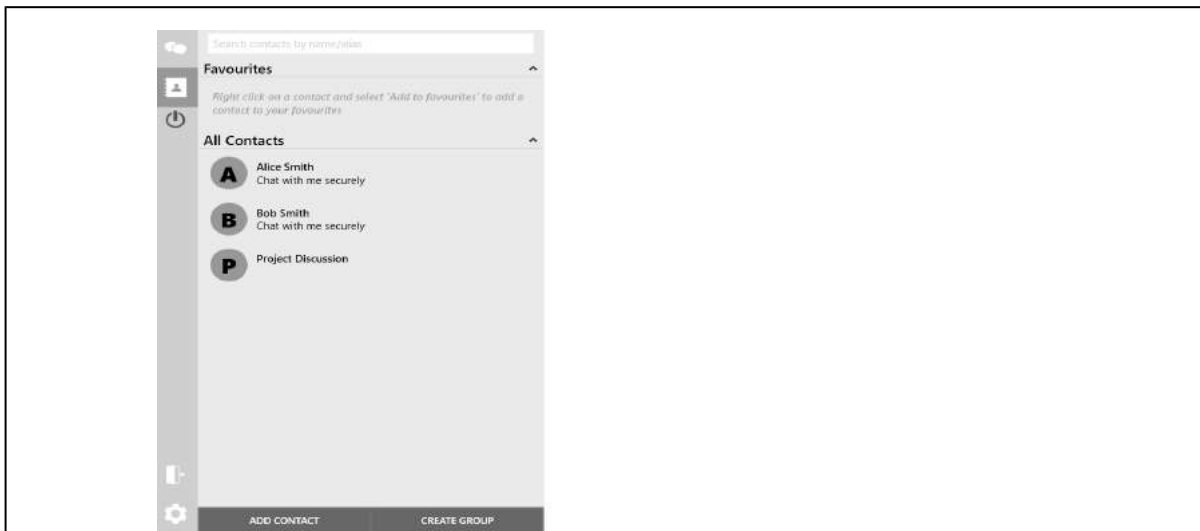 Search contacts by name/alias
Favourites
Right click on a contact and select 'Add to favourites' to add a
contact to your favourites
All Contacts
A
Alice Smith
Chat with me securely
B
Bob Smith
Chat with me securely
P
Project Discussion
ADD CONTACT
CREATE GROUP